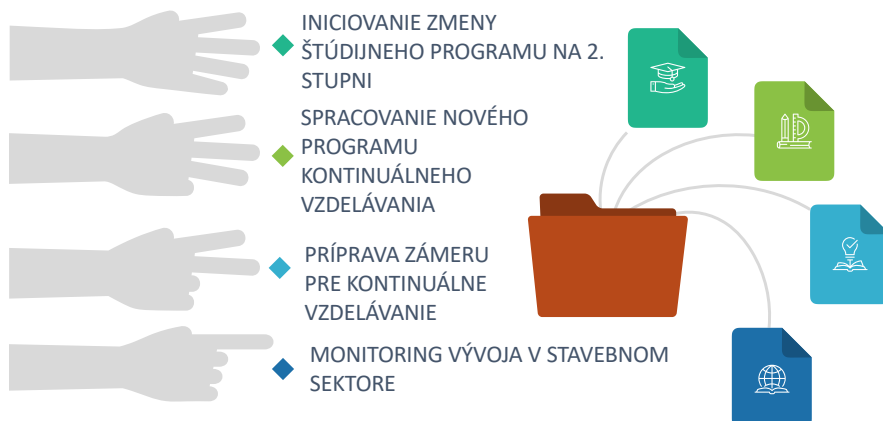 INICIOVANIE ZMENY
ŠTÚDIJNEHO PROGRAMU NA 2.
STUPNI
SPRACOVANIE NOVÉHO
PROGRAMU
KONTINUÁLNEHO
VZDELÁVANIA
PRÍPRAVA ZÁMERU
PRE KONTINUÁLNE
VZDELÁVANIE
MONITORING VÝVOJA V STAVEBNOM
SEKTORE